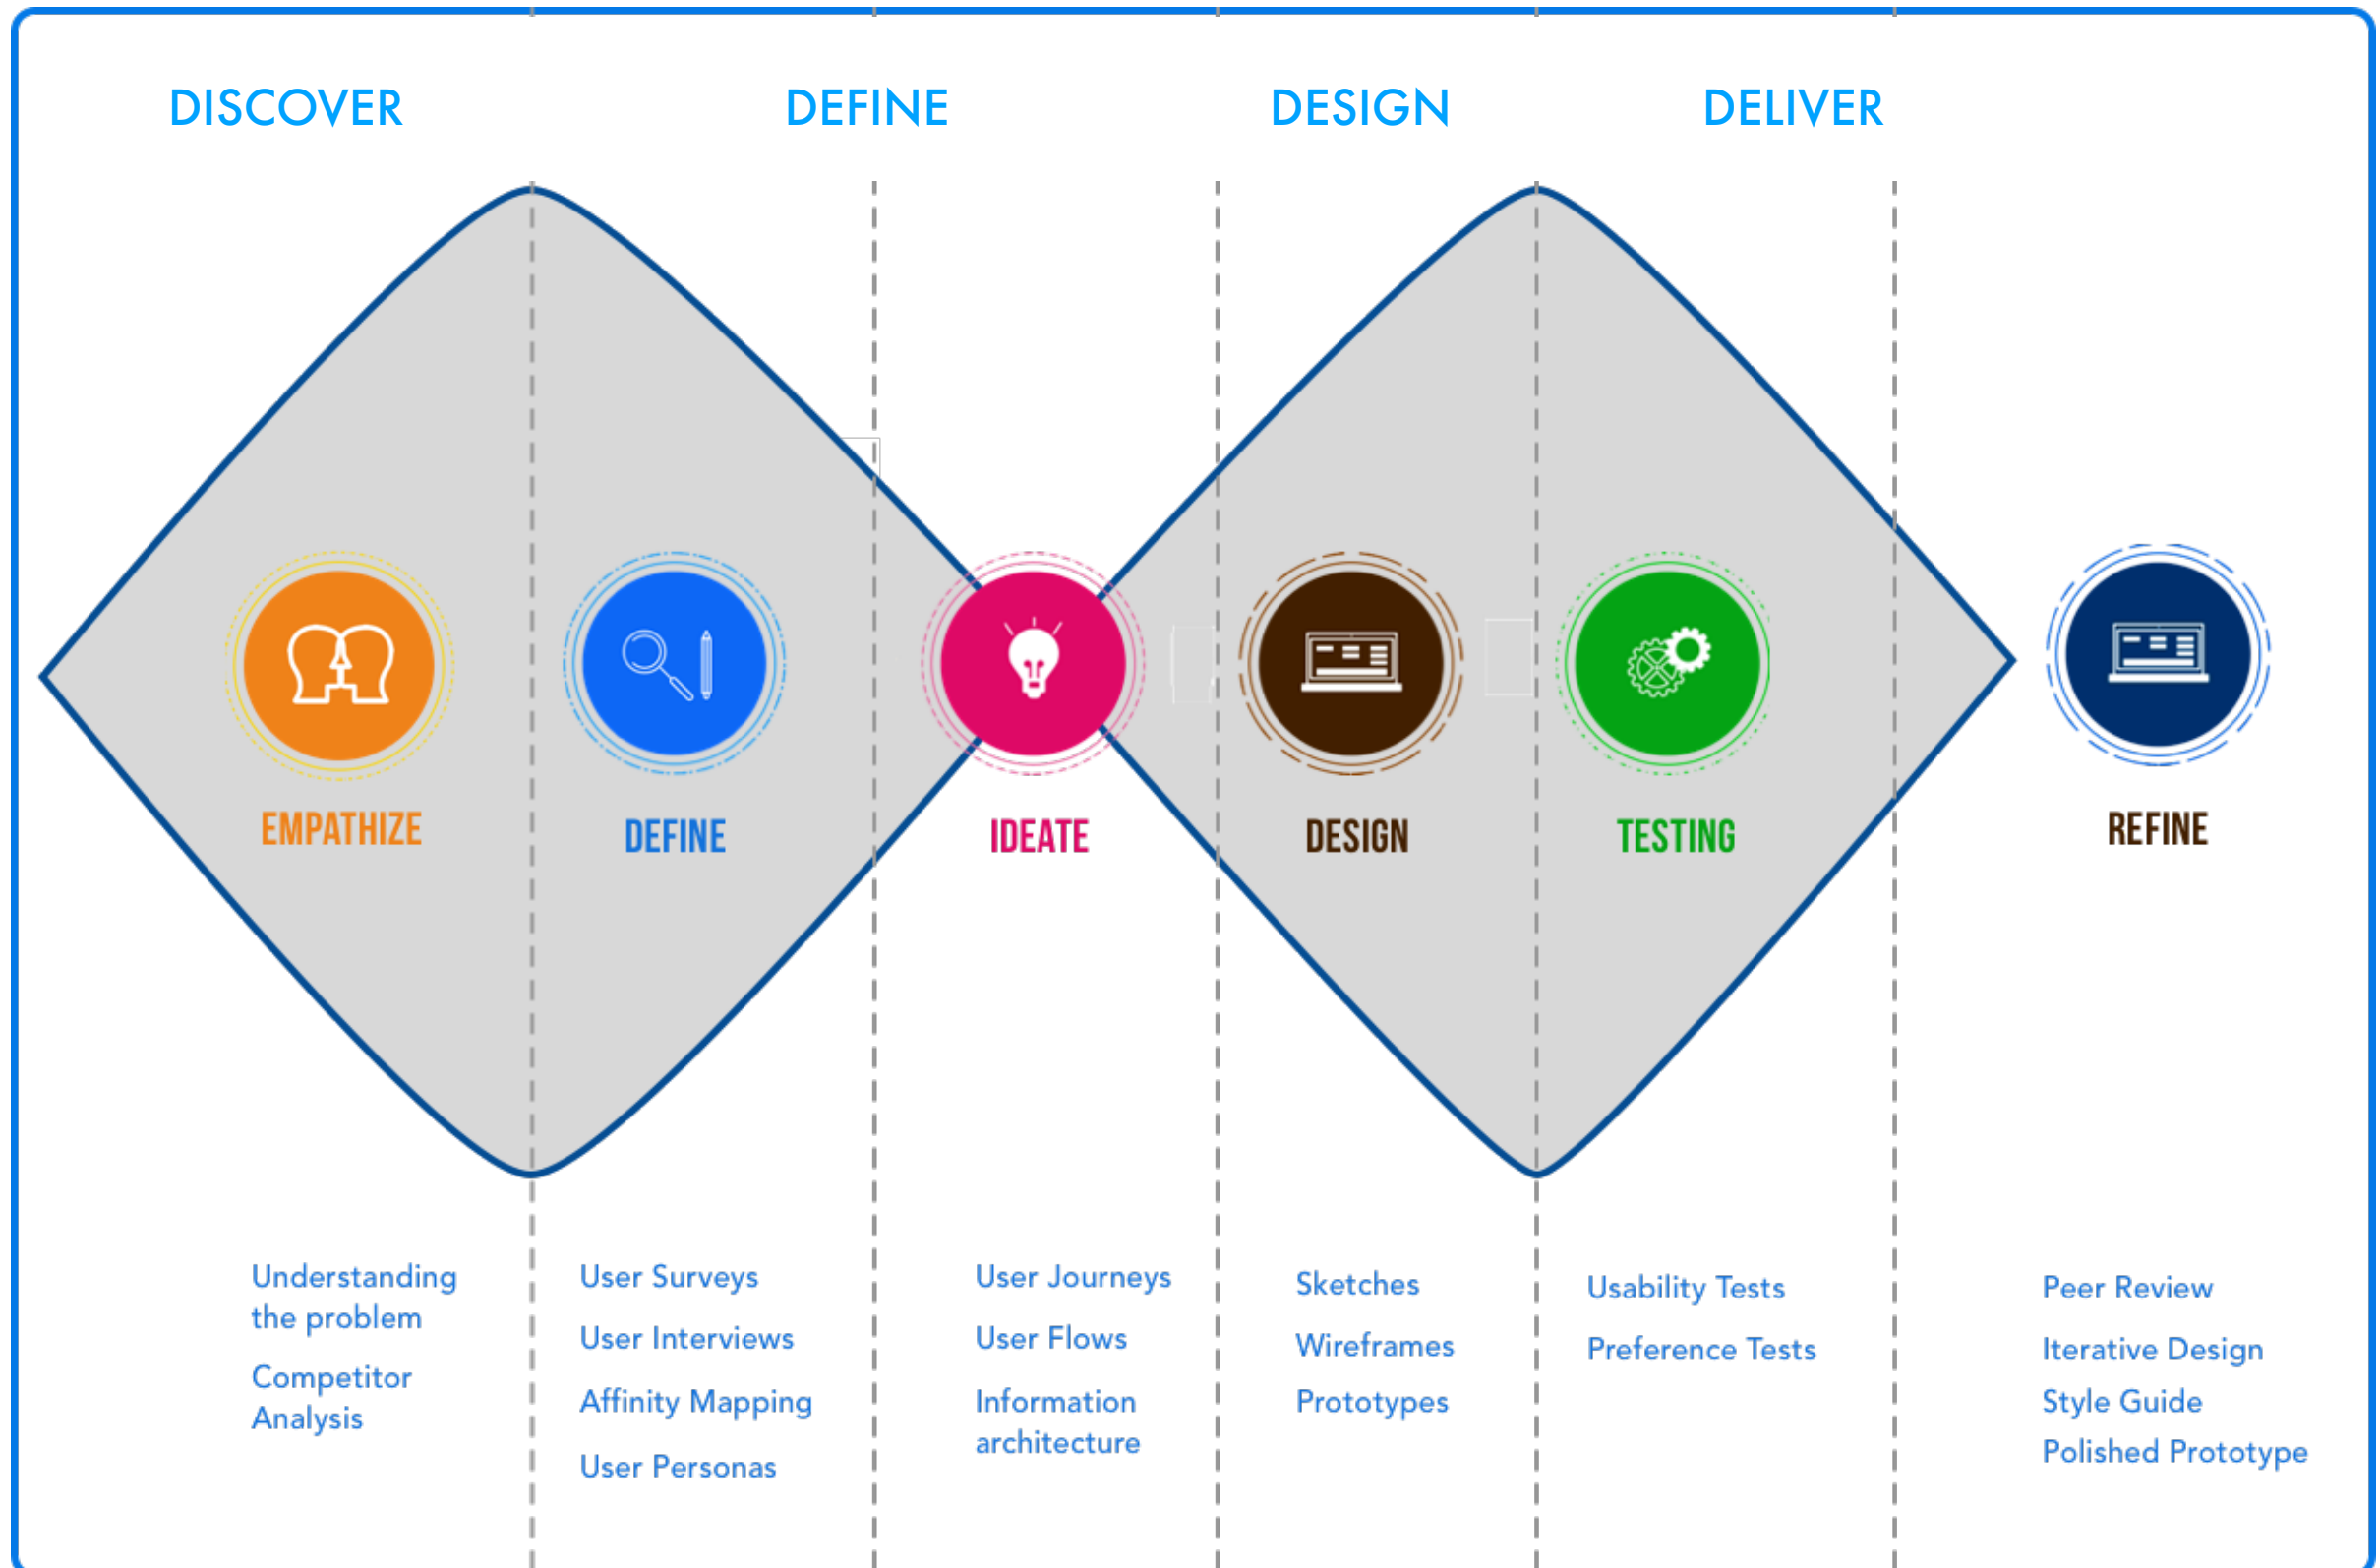 DISCOVER
DEFINE
DESIGN
DELIVER
EMPATHIZE
DEFINE
IDEATE
DESIGN
TESTING
REFINE
Understanding
the problem
Competitor
Analysis
User Surveys
User Interviews
Affinity Mapping
User Personas
User Journeys
User Flows
Information
architecture
Sketches
Wireframes
Prototypes
Usability Tests
Preference Tests
Peer Review
Iterative Design
Style Guide
Polished Prototype